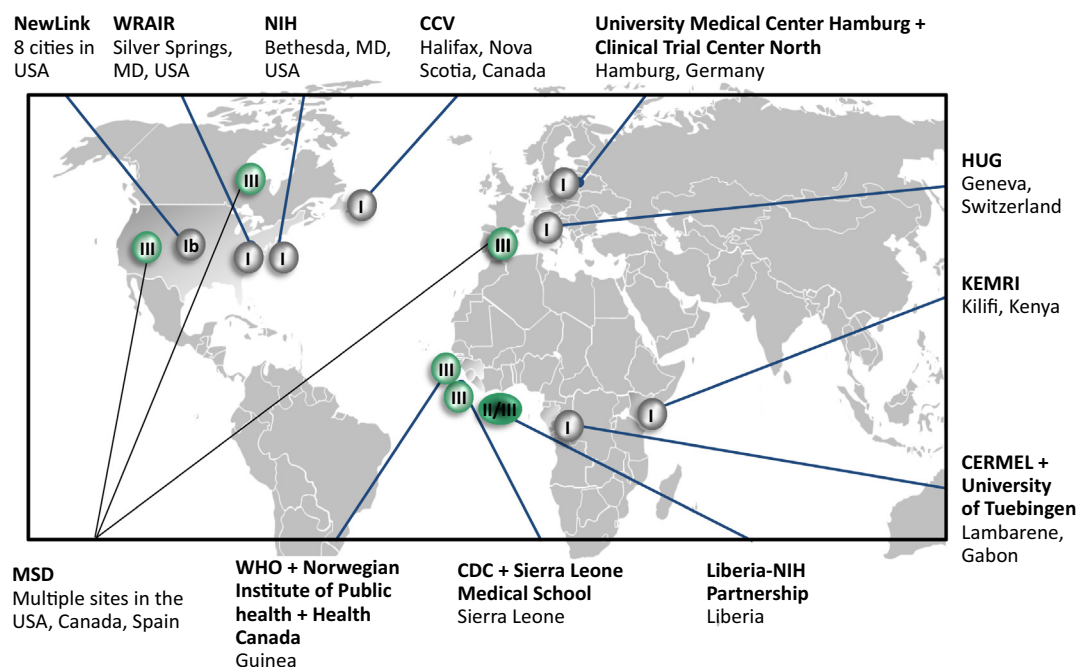 NewLink
8 cities in
USA
WRAIR
Silver Springs,
MD, USA
NIH
Bethesda, MD,
USA
CCV
Halifax, Nova
Scotia, Canada
University Medical Center Hamburg +
Clinical Trial Center North
Hamburg, Germany
HUG
Geneva,
Switzerland
KEMRI
Kilifi, Kenya
CERMEL +
University
of Tuebingen
Lambarene,
Gabon
III
I
I
III
Ib
I
I
I
III
III
III
II/III
I
I
MSD
Multiple sites in the
USA, Canada, Spain
WHO + Norwegian
Institute of Public
health + Health
Canada
Guinea
CDC + Sierra Leone
Medical School
Sierra Leone
Liberia-NIH
Partnership
Liberia